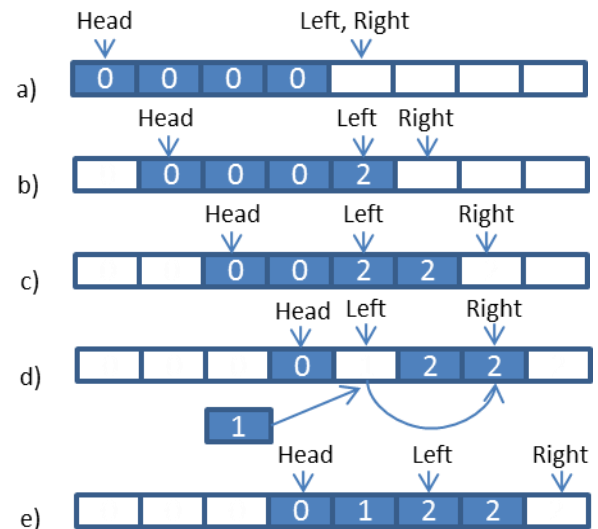 Head Left, Right
a) 0 0 0 0
Head Left Right
b) 0 0 0 2
Head Left Right
c) 0 0 2 2
Head Left Right
d) 0 2 2
1
Head Left Right
e) 0 1 2 2